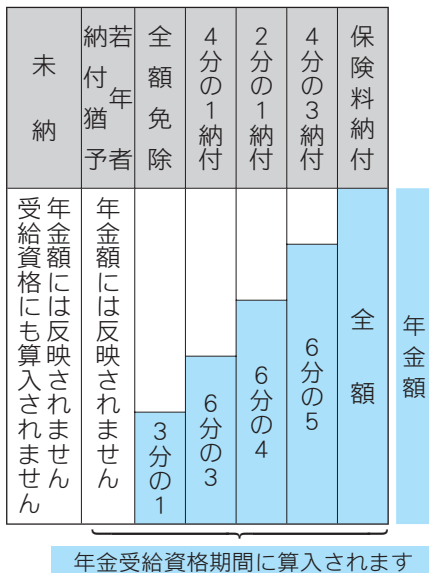 保険料納付
4分の3納付
2分の1納付
4分の1納付
全額免除
若年者
納付猶予
未納
年金額
全額
6分の5
6分の4
6分の3
3分の1
年金額には反映されません
年金額には反映されません
受給資格にも算入されません
年金受給資格期間に算入されます